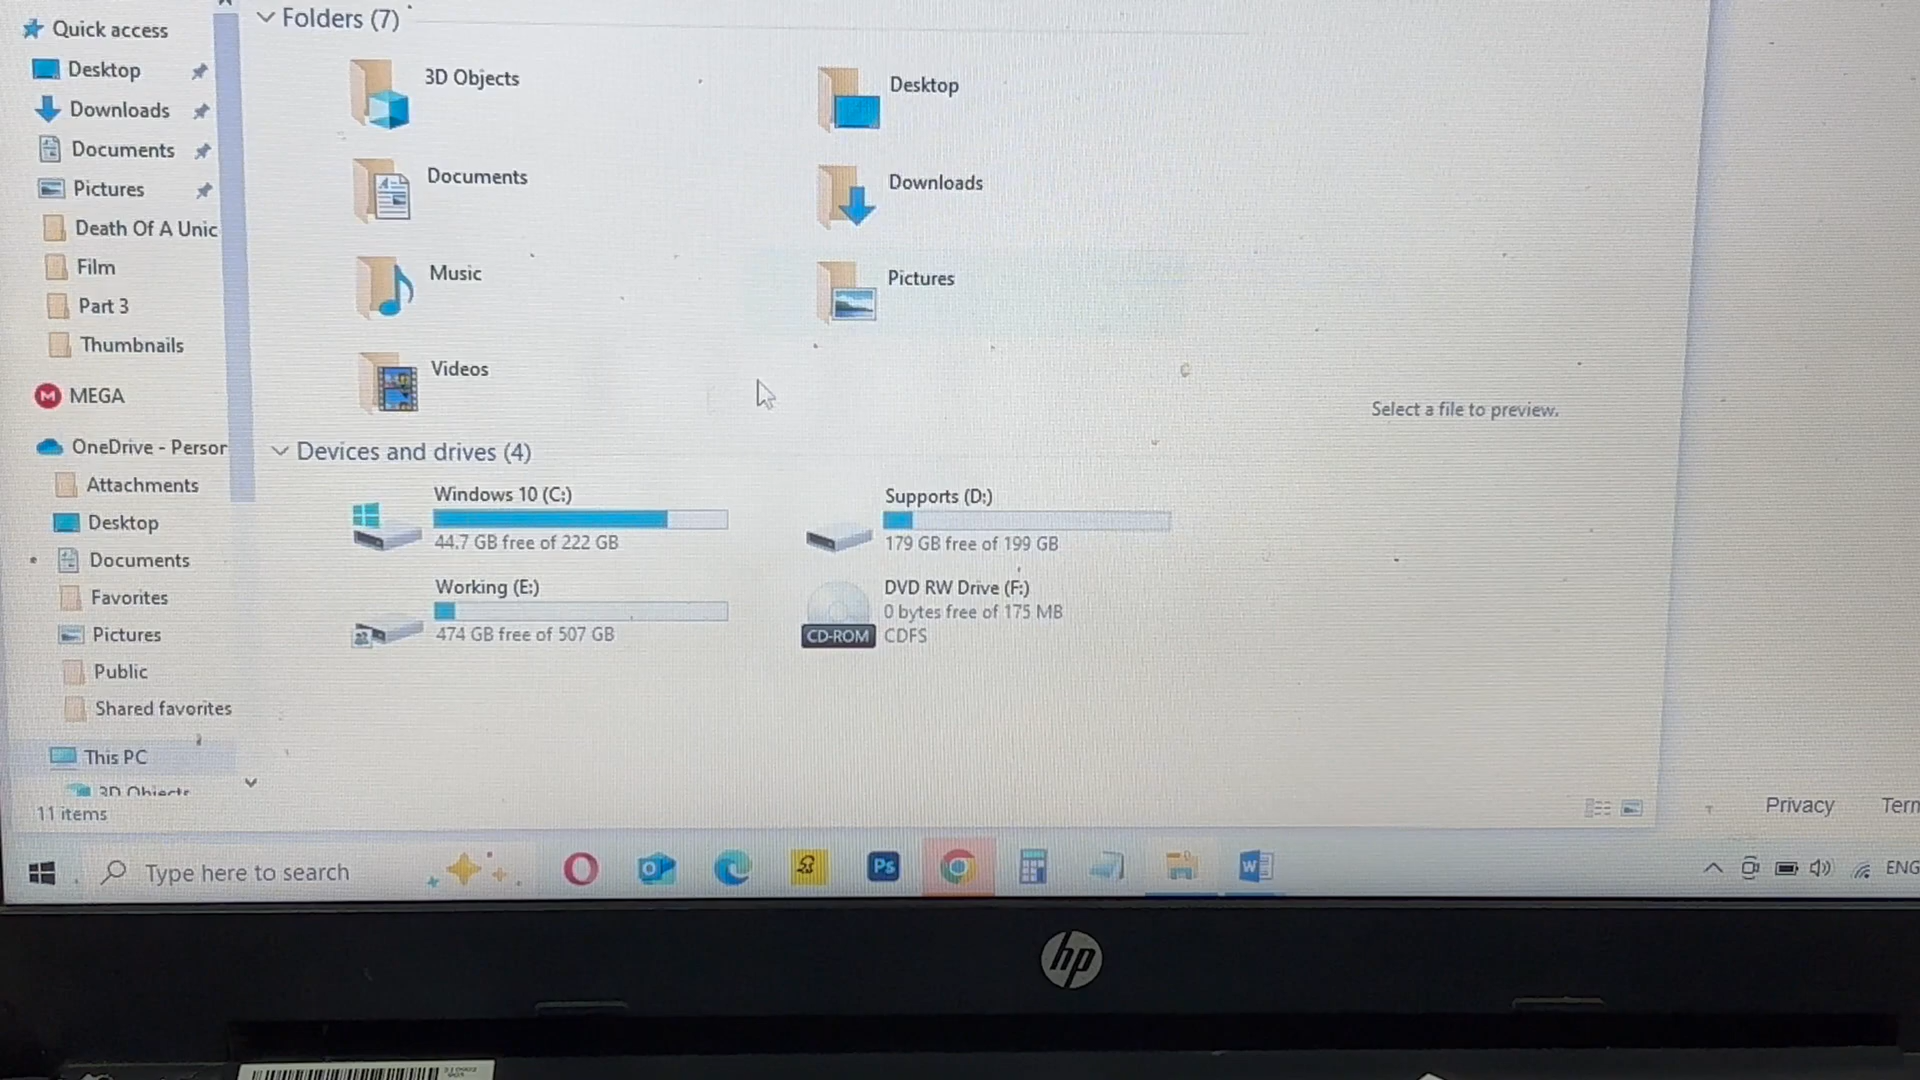 Quick access
Desktop
Downloads
Documents
Pictures
Death Of A Unic
Film
Part 3
Thumbnails
MEGA
OneDrive - Person
Attachments
Desktop
Documents
Favorites
Pictures
Public
Shared favorites
This PC
3D Objects
11 items
Folders (7)
3D Objects
Desktop
Documents
Downloads
Music
Pictures
Videos
Devices and drives (4)
Windows 10 (C:)
44.7 GB free of 222 GB
Supports (D:)
179 GB free of 199 GB
Working (E:)
474 GB free of 507 GB
DVD RW Drive (F:)
0 bytes free of 175 MB
CDFS
CD-ROM
Select a file to preview.
Privacy
Term
Type here to search
Ps
ENG
hp